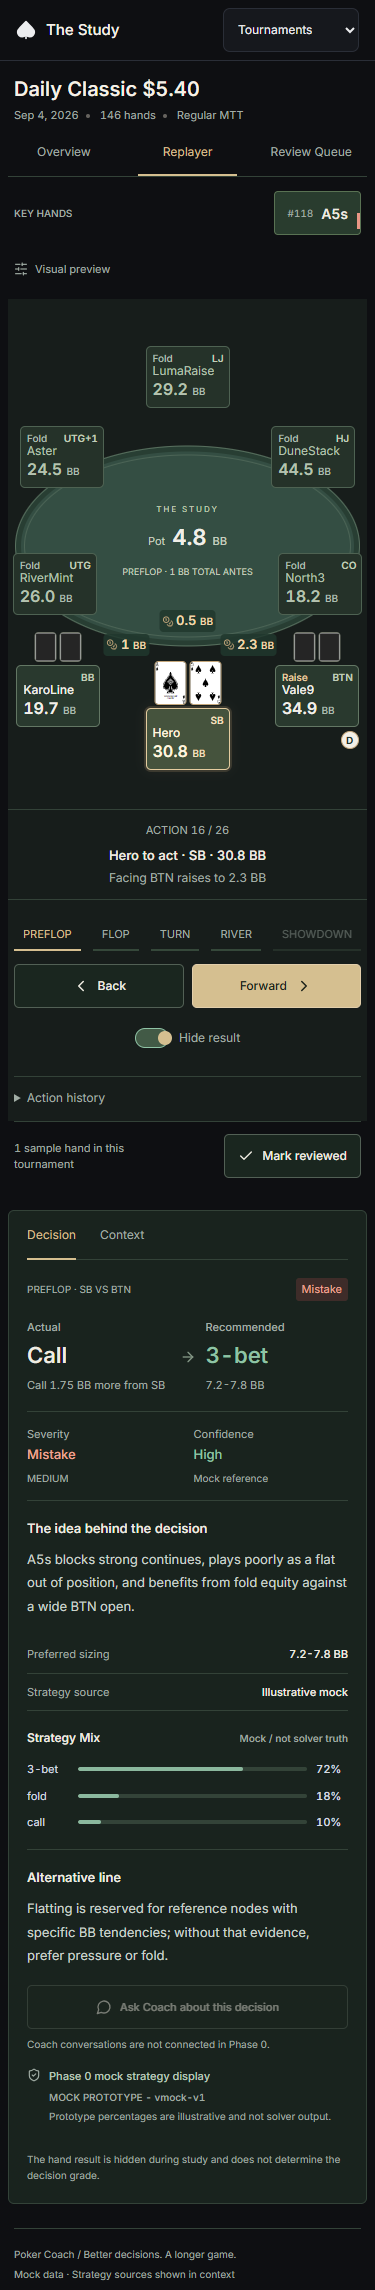 The Study
Tournaments
Daily Classic $5.40
Sep 4, 2026 • 146 hands • Regular MTT
Overview
Replayer
Review Queue
KEY HANDS
#118 A5s
Visual preview
Fold LJ
LumaRaise
29.2 BB
Fold UTG+1
Aster
24.5 BB
Fold HJ
DuneStack
44.5 BB
THE STUDY
Pot 4.8 BB
PREFLOP · 1 BB TOTAL ANTES
Fold UTG
RiverMint
26.0 BB
Fold CO
North3
18.2 BB
0.5 BB
1 BB
2.3 BB
BB
KaroLine
19.7 BB
Raise BTN
Vale9
34.9 BB
D
SB
Hero
30.8 BB
ACTION 16 / 26
Hero to act · SB · 30.8 BB
Facing BTN raises to 2.3 BB
PREFLOP
FLOP
TURN
RIVER
SHOWDOWN
Back
Forward
Hide result
Action history
1 sample hand in this
tournament
Mark reviewed
Decision
Context
PREFLOP · SB VS BTN
Mistake
Actual
Recommended
Call
→ 3-bet
Call 1.75 BB more from SB
7.2-7.8 BB
Severity
Confidence
Mistake
High
MEDIUM
Mock reference
The idea behind the decision
A5s blocks strong continues, plays poorly as a flat
out of position, and benefits from fold equity against
a wide BTN open.
Preferred sizing 7.2-7.8 BB
Strategy source Illustrative mock
Strategy Mix Mock / not solver truth
3-bet 72%
fold 18%
call 10%
Alternative line
Flatting is reserved for reference nodes with
specific BB tendencies; without that evidence,
prefer pressure or fold.
Ask Coach about this decision
Coach conversations are not connected in Phase 0.
Phase 0 mock strategy display
MOCK PROTOTYPE - vmock-v1
Prototype percentages are illustrative and not solver output.
The hand result is hidden during study and does not determine the
decision grade.
Poker Coach / Better decisions. A longer game.
Mock data · Strategy sources shown in context